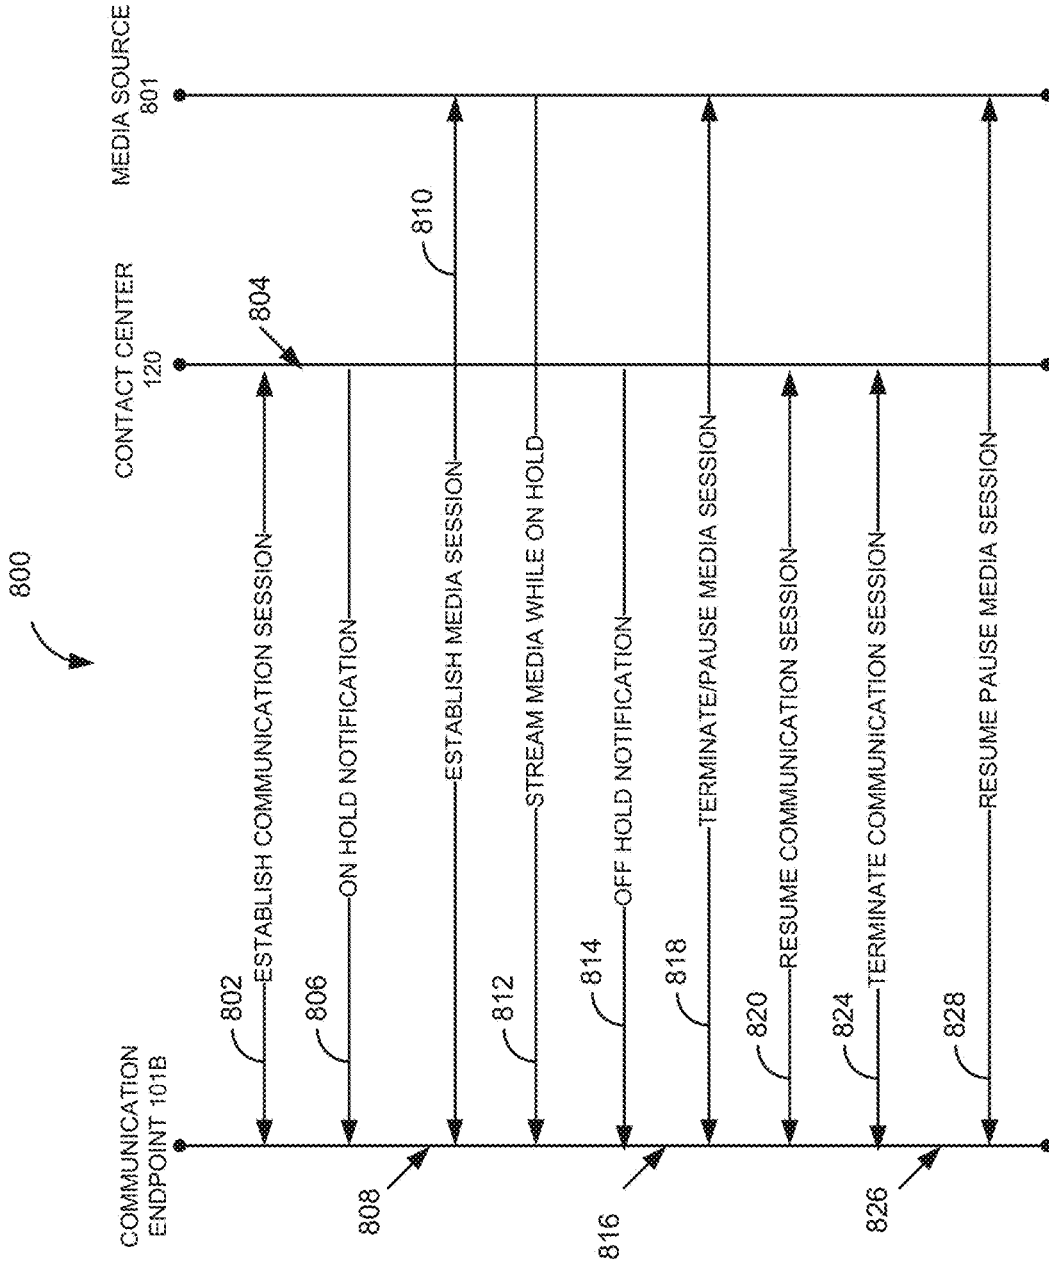 800
COMMUNICATION
ENDPOINT 101B
CONTACT CENTER
120
MEDIA SOURCE
801
802
ESTABLISH COMMUNICATION SESSION
804
806
ON HOLD NOTIFICATION
808
ESTABLISH MEDIA SESSION
810
812
STREAM MEDIA WHILE ON HOLD
814
OFF HOLD NOTIFICATION
816
818
TERMINATE/PAUSE MEDIA SESSION
820
RESUME COMMUNICATION SESSION
824
TERMINATE COMMUNICATION SESSION
826
828
RESUME PAUSE MEDIA SESSION